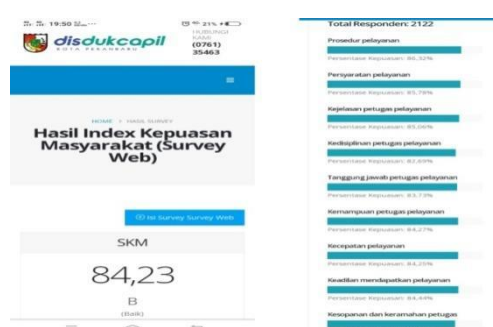 19:50
21%
disdukcapil
KOTA PEKANBARU
HUBUNGI
KAMI
(0761)
35463
HOME
HASIL SURVEY
Hasil Index Kepuasan
Masyarakat (Survey
Web)
Isi Survey Survey Web
SKM
84,23
B
(Baik)
Total Responden: 2122
Prosedur pelayanan
Persentase Kepuasan: 86,32%
Persyaratan pelayanan
Persentase Kepuasan: 85,78%
Kejelasan petugas pelayanan
Persentase Kepuasan: 85,06%
Kedisiplinan petugas pelayanan
Persentase Kepuasan: 82,69%
Tanggung jawab petugas pelayanan
Persentase Kepuasan: 83,73%
Kemampuan petugas pelayanan
Persentase Kepuasan: 84,27%
Kecepatan pelayanan
Persentase Kepuasan: 84,25%
Keadilan mendapatkan pelayanan
Persentase Kepuasan: 84,44%
Kesopanan dan keramahan petugas